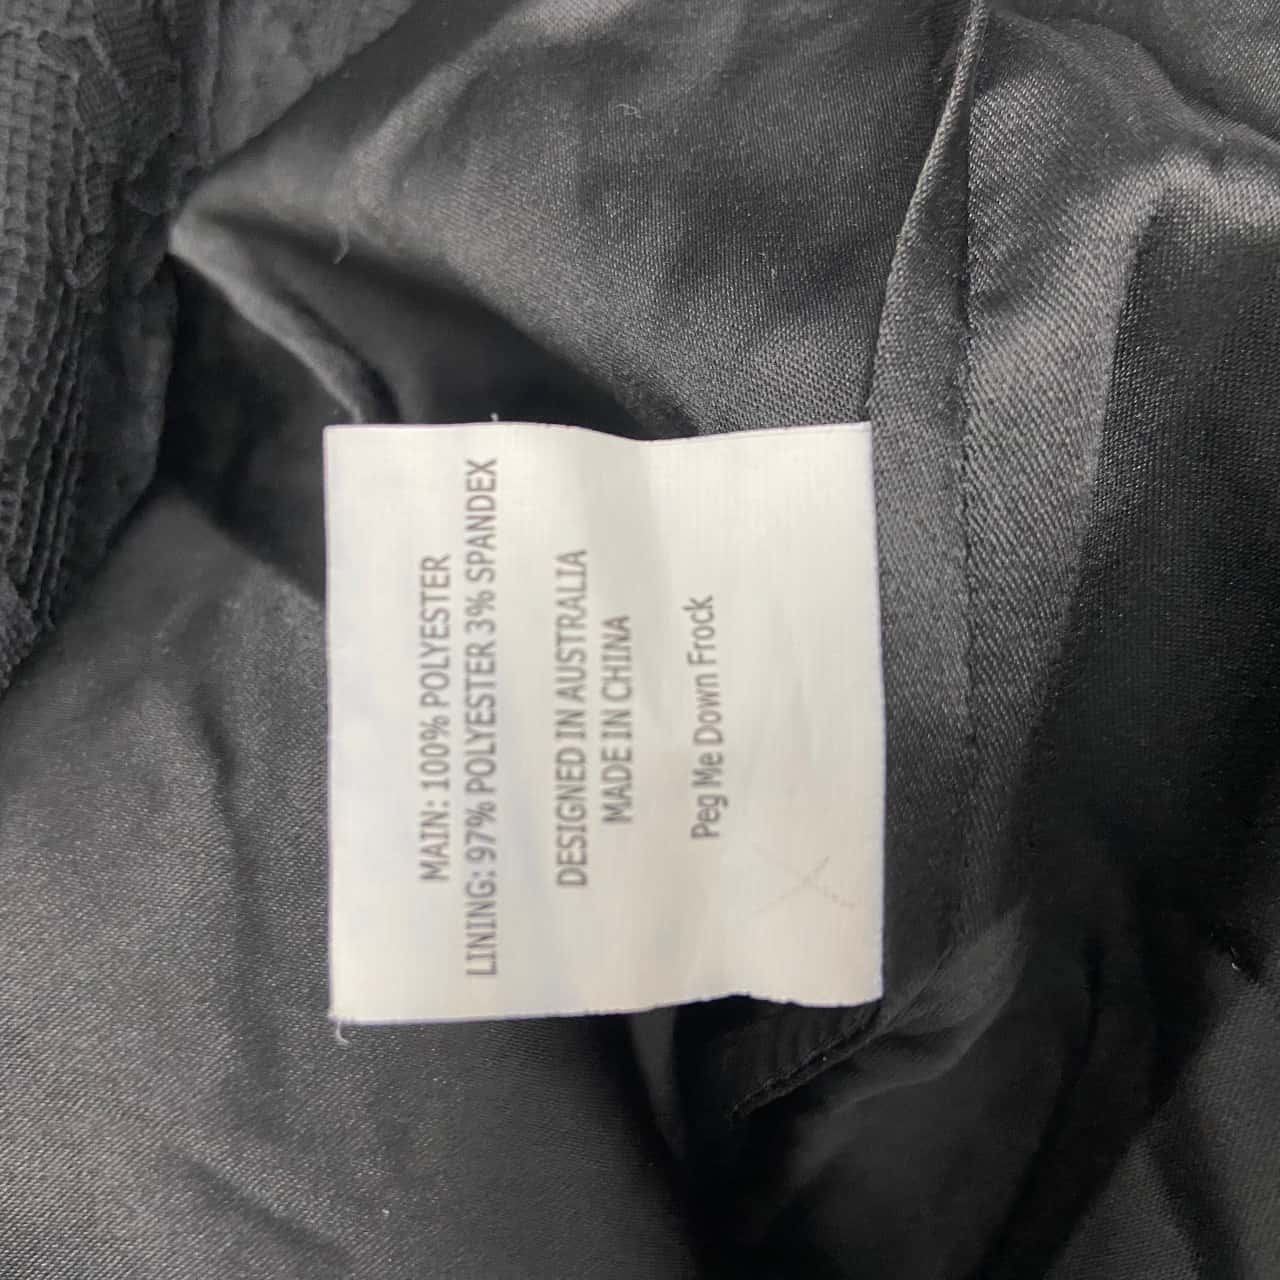 MAIN: 100% POLYESTER
LINING: 97% POLYESTER 3% SPANDEX
DESIGNED IN AUSTRALIA
MADE IN CHINA
Peg Me Down Frock